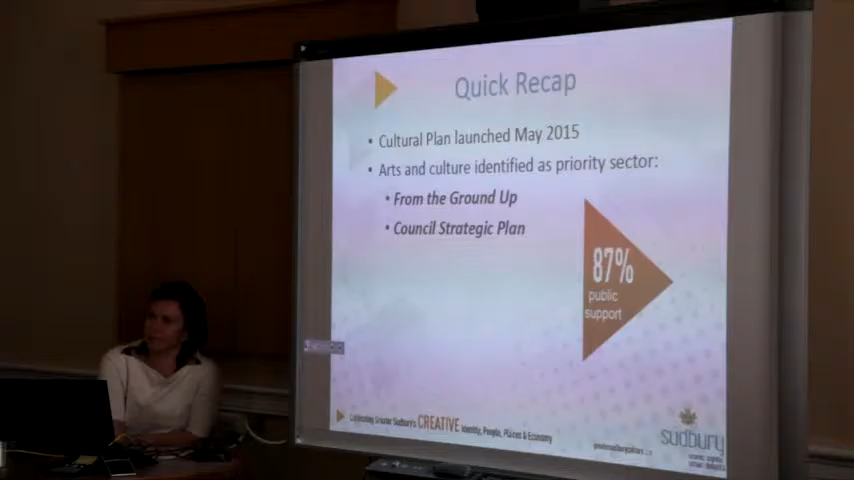 Quick Recap
• Cultural Plan launched May 2015
• Arts and culture identified as priority sector:
• From the Ground Up
• Council Strategic Plan
87%
public
support
Celebrating Greater Sudbury's CREATIVE Identity, People, Places & Economy
sudbury